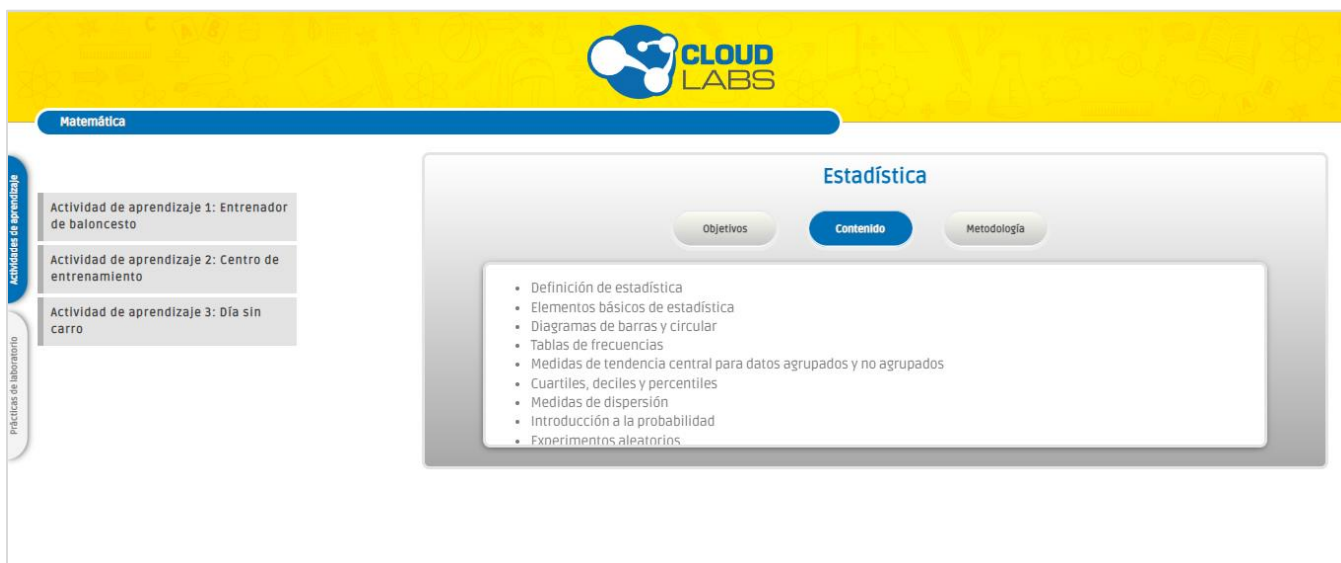 CLOUD
LABS
Matemática
Actividades de aprendizaje
Prácticas de laboratorio
Actividad de aprendizaje 1: Entrenador
de baloncesto
Actividad de aprendizaje 2: Centro de
entrenamiento
Actividad de aprendizaje 3: Día sin
carro
Estadística
Objetivos
Contenido
Metodología
• Definición de estadística
• Elementos básicos de estadística
• Diagramas de barras y circular
• Tablas de frecuencias
• Medidas de tendencia central para datos agrupados y no agrupados
• Cuartiles, deciles y percentiles
• Medidas de dispersión
• Introducción a la probabilidad
• Experimentos aleatorios